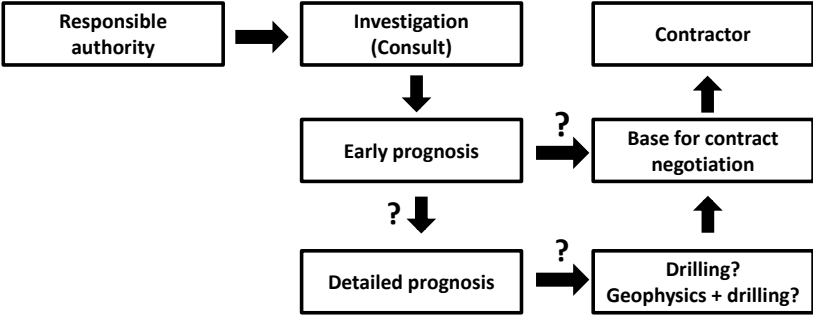 Responsible
authority
Investigation
(Consult)
Contractor
Early prognosis
?
Base for contract
negotiation
?
Detailed prognosis
?
Drilling?
Geophysics + drilling?